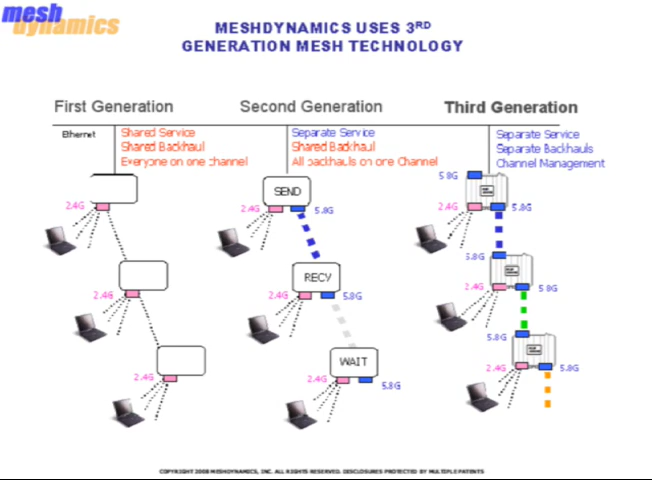 mesh
dynamics
MESHDYNAMICS USES 3RD
GENERATION MESH TECHNOLOGY
First Generation
Second Generation
Third Generation
Ethernet
Shared Service
Shared Backhaul
Everyone on one channel
Separate Service
Shared Backhaul
All backhauls on one Channel
Separate Service
Separate Backhauls
Channel Management
2.4G
SEND
2.4G
5.8G
5.8G
2.4G
5.8G
2.4G
RECV
2.4G
5.8G
5.8G
2.4G
5.8G
2.4G
WAIT
2.4G
5.8G
5.8G
2.4G
5.8G
COPYRIGHT 2008 MESHDYNAMICS, INC. ALL RIGHTS RESERVED. DISCLOSURES PROTECTED BY MULTIPLE PATENTS